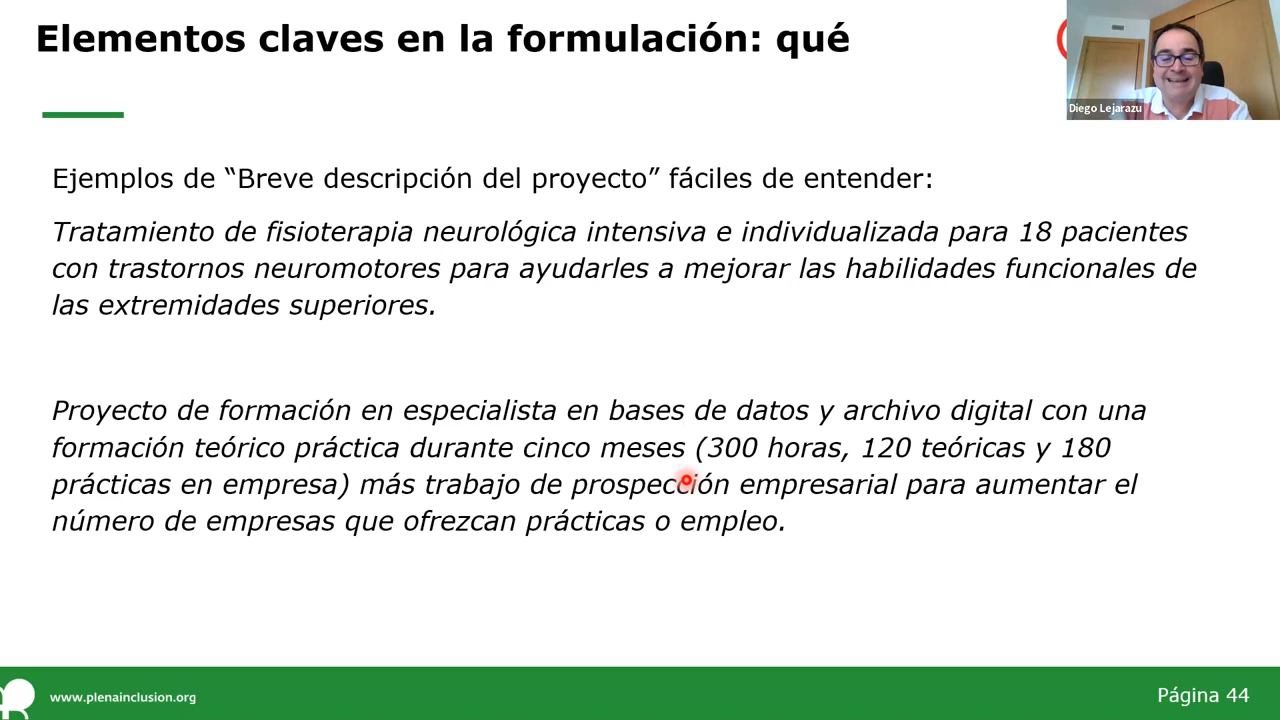 Elementos claves en la formulación: qué
Diego Lejarazu
Ejemplos de “Breve descripción del proyecto” fáciles de entender:
Tratamiento de fisioterapia neurológica intensiva e individualizada para 18 pacientes
con trastornos neuromotores para ayudarles a mejorar las habilidades funcionales de
las extremidades superiores.
Proyecto de formación en especialista en bases de datos y archivo digital con una
formación teórico práctica durante cinco meses (300 horas, 120 teóricas y 180
prácticas en empresa) más trabajo de prospección empresarial para aumentar el
número de empresas que ofrezcan prácticas o empleo.
www.plenainclusion.org
Página 44